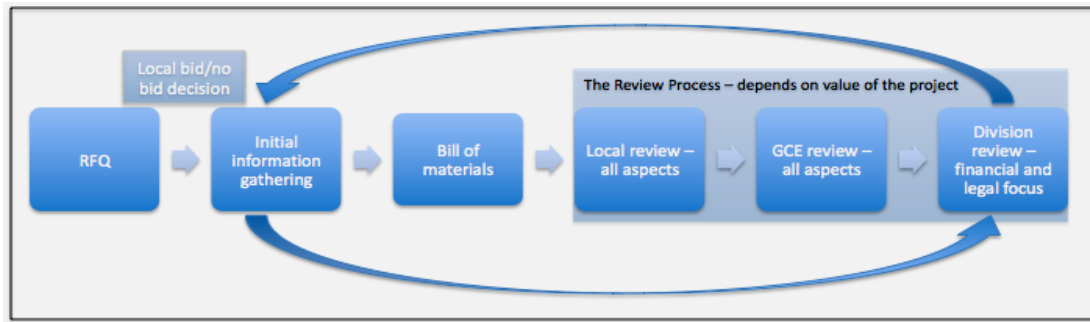 Local bid/no
bid decision
The Review Process – depends on value of the project
RFQ
Initial
information
gathering
Bill of
materials
Local review –
all aspects
GCE review –
all aspects
Division
review –
financial and
legal focus